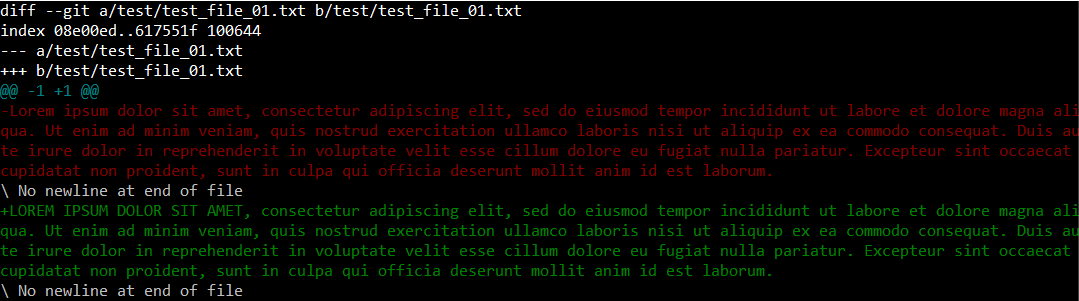 diff --git a/test/test_file_01.txt b/test/test_file_01.txt
index 08e00ed..617551f 100644
--- a/test/test_file_01.txt
+++ b/test/test_file_01.txt
@@ -1 +1 @@
-Lorem ipsum dolor sit amet, consectetur adipiscing elit, sed do eiusmod tempor incididunt ut labore et dolore magna ali
qua. Ut enim ad minim veniam, quis nostrud exercitation ullamco laboris nisi ut aliquip ex ea commodo consequat. Duis au
te irure dolor in reprehenderit in voluptate velit esse cillum dolore eu fugiat nulla pariatur. Excepteur sint occaecat
cupidatat non proident, sunt in culpa qui officia deserunt mollit anim id est laborum.
\ No newline at end of file
+LOREM IPSUM DOLOR SIT AMET, consectetur adipiscing elit, sed do eiusmod tempor incididunt ut labore et dolore magna ali
qua. Ut enim ad minim veniam, quis nostrud exercitation ullamco laboris nisi ut aliquip ex ea commodo consequat. Duis au
te irure dolor in reprehenderit in voluptate velit esse cillum dolore eu fugiat nulla pariatur. Excepteur sint occaecat
cupidatat non proident, sunt in culpa qui officia deserunt mollit anim id est laborum.
\ No newline at end of file